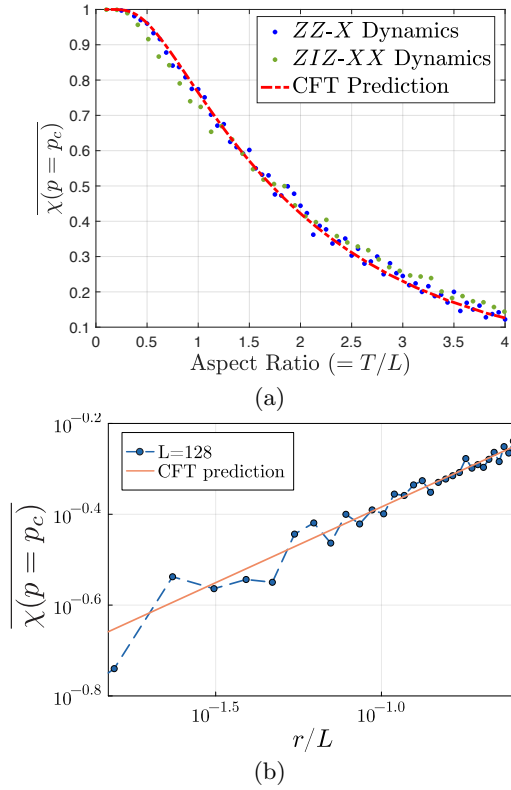 1
0.9
0.8
0.7
0.6
0.5
0.4
0.3
0.2
0.1
χ(p = p_c)
ZZ-X Dynamics
ZIZ-XX Dynamics
CFT Prediction
0 0.5 1 1.5 2 2.5 3 3.5 4
Aspect Ratio (= T/L)
(a)
10^{-0.2}
10^{-0.4}
10^{-0.6}
10^{-0.8}
χ(p = p_c)
L=128
CFT prediction
10^{-1.5} 10^{-1.0}
r/L
(b)